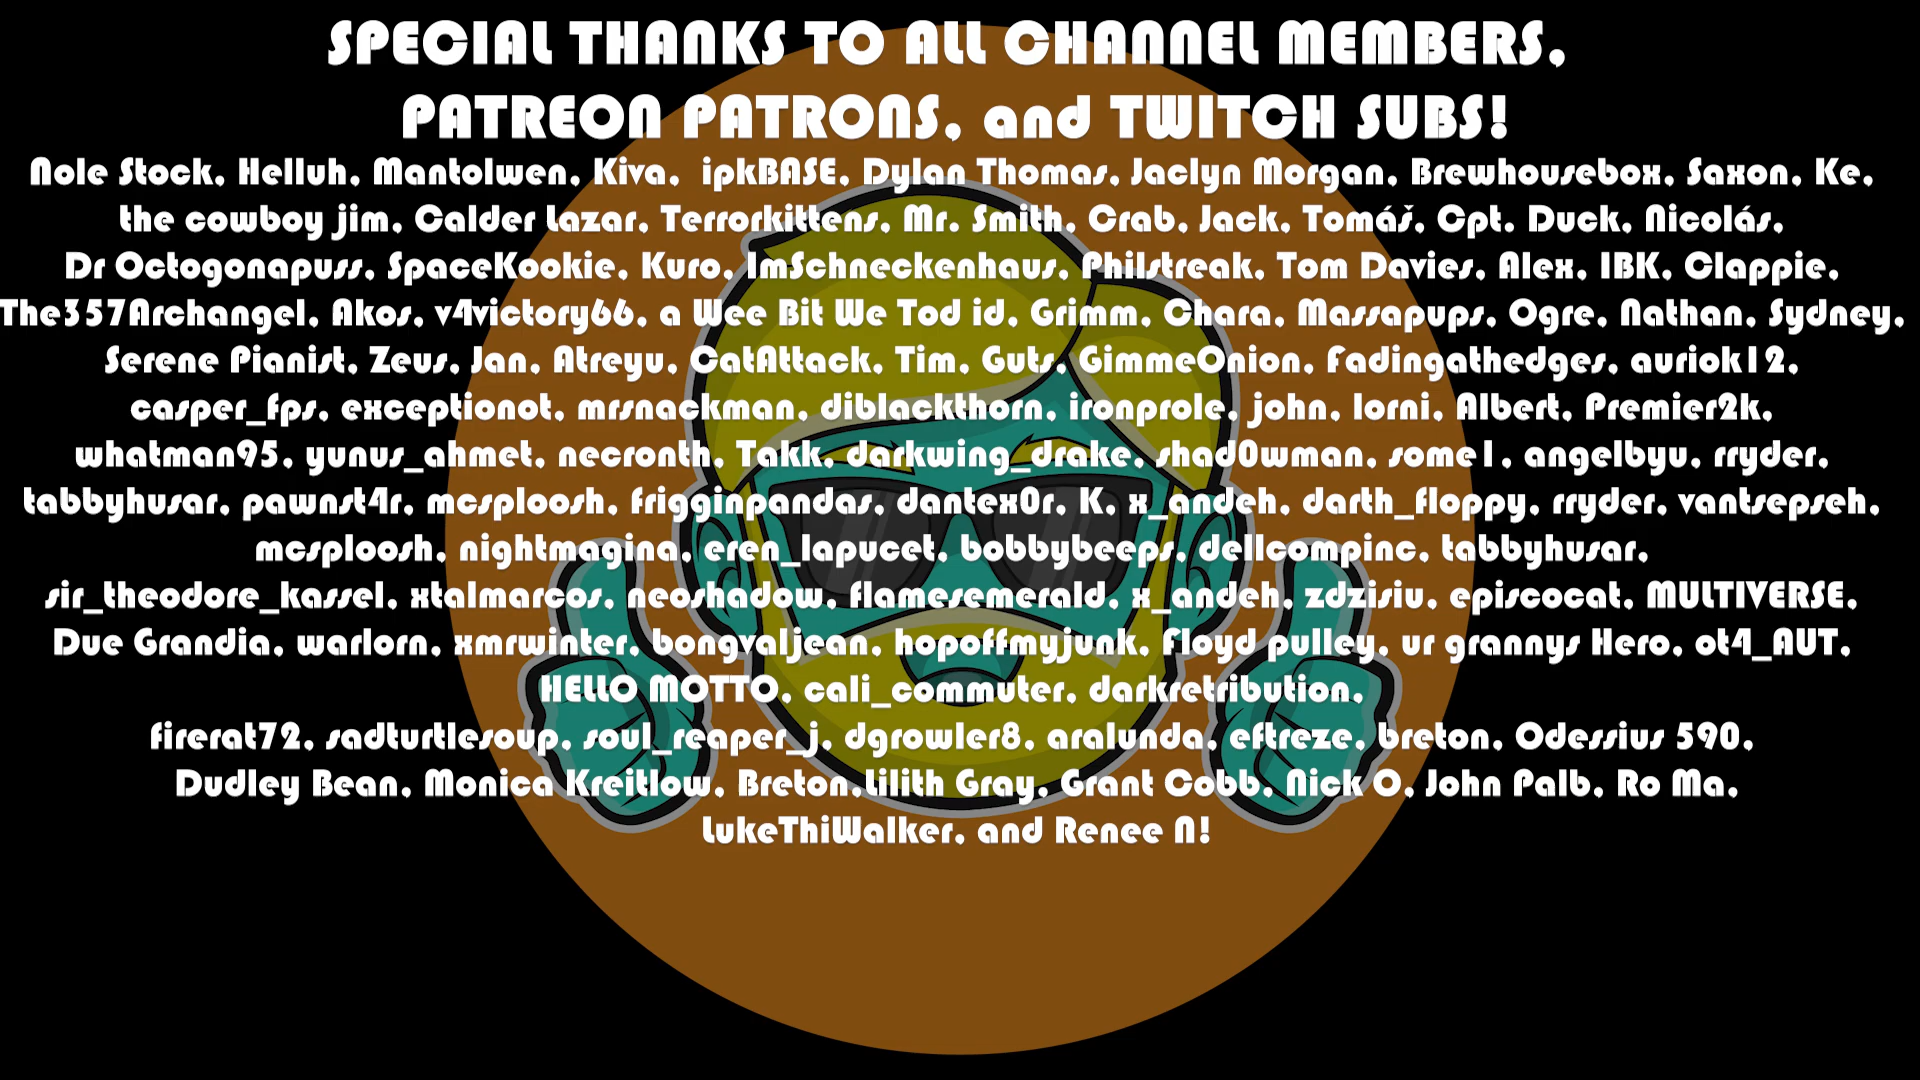 SPECIAL THANKS TO ALL CHANNEL MEMBERS,
PATREON PATRONS, and TWITCH SUBS!
Nole Stock, Helluh, Mantolwen, Kiva,  ipkBASE, Dylan Thomas, Jaclyn Morgan, Brewhousebox, Saxon, Ke,
the cowboy jim, Calder Lazar, Terrorkittens, Mr. Smith, Crab, Jack, Tomáš, Cpt. Duck, Nicolás,
Dr Octogonapuss, SpaceKookie, Kuro, ImSchneckenhaus, Philstreak, Tom Davies, Alex, IBK, Clappie,
The357Archangel, Akos, v4victory66, a Wee Bit We Tod id, Grimm, Chara, Massapups, Ogre, Nathan, Sydney,
Serene Pianist, Zeus, Jan, Atreyu, CatAttack, Tim, Guts, GimmeOnion, Fadingathedges, auriok12,
casper_fps, exceptionot, mrsnackman, diblackthorn, ironprole, john, lorni, Albert, Premier2k,
whatman95, yunus_ahmet, necronth, Takk, darkwing_drake, shad0wman, some1, angelbyu, rryder,
tabbyhusar, pawnst4r, mcsploosh, frigginpandas, dantex0r, K, x_andeh, darth_floppy, rryder, vantsepseh,
mcsploosh, nightmagina, eren_lapucet, bobbybeeps, dellcompinc, tabbyhusar,
sir_theodore_kassel, xtalmarcos, neoshadow, flamesemerald, x_andeh, zdzisiu, episcocat, MULTIVERSE,
Due Grandia, warlorn, xmrwinter, bongvaljean, hopoffmyjunk, Floyd pulley, ur grannys Hero, ot4_AUT,
HELLO MOTTO, cali_commuter, darkretribution,
firerat72, sadturtlesoup, soul_reaper_j, dgrowler8, aralunda, eftreze, breton, Odessius 590,
Dudley Bean, Monica Kreitlow, Breton,Lilith Gray, Grant Cobb, Nick O, John Palb, Ro Ma,
LukeThiWalker, and Renee N!